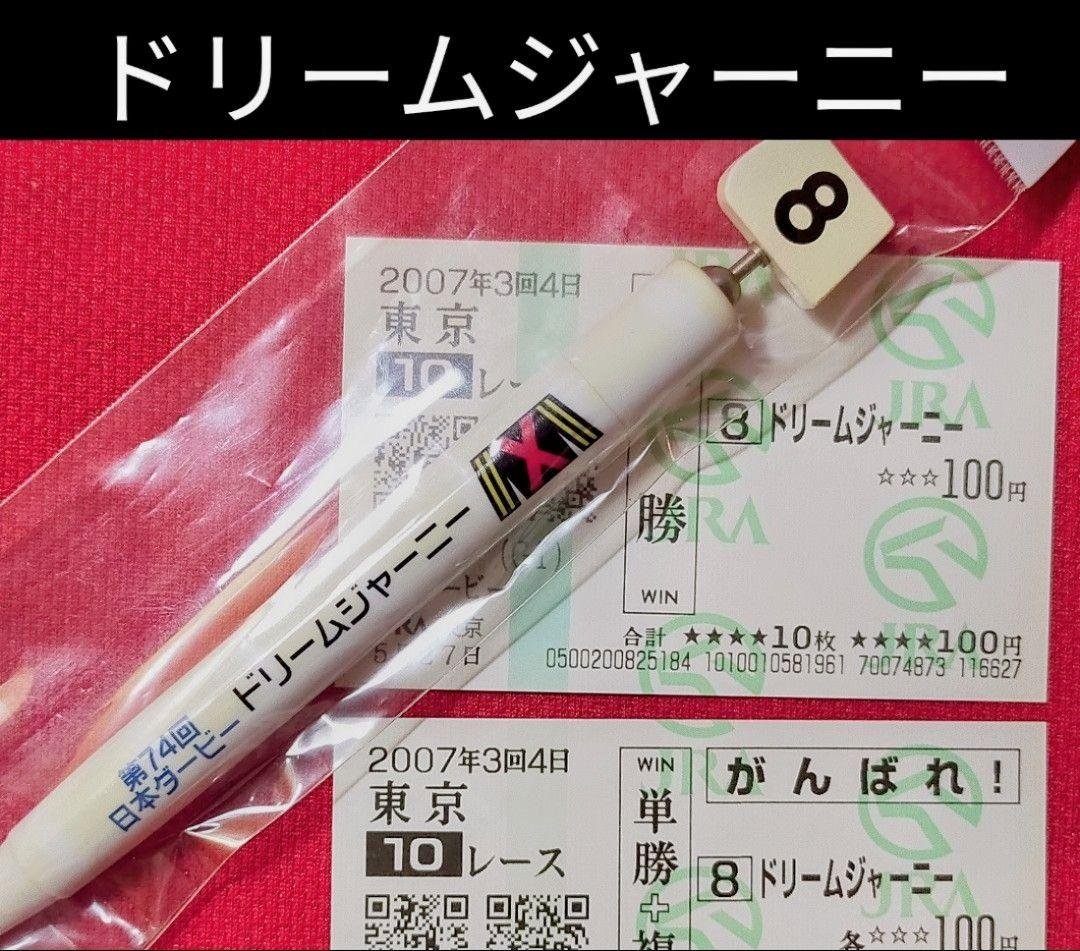 ドリームジャーニー
8
第74回
日本ダービー ドリームジャーニー
2007年3回4日
東京
10レース
(G1)
勝
WIN
8 ドリームジャーニー
☆☆☆100円
合計 ★★★★10枚 ★★★★100円
0500200825184 1010010581961 70074873 116627
JRA
JRA
JRA
2007年3回4日
東京
10レース
WIN
単勝+複
がんばれ!
8 ドリームジャーニー
各☆☆☆100円